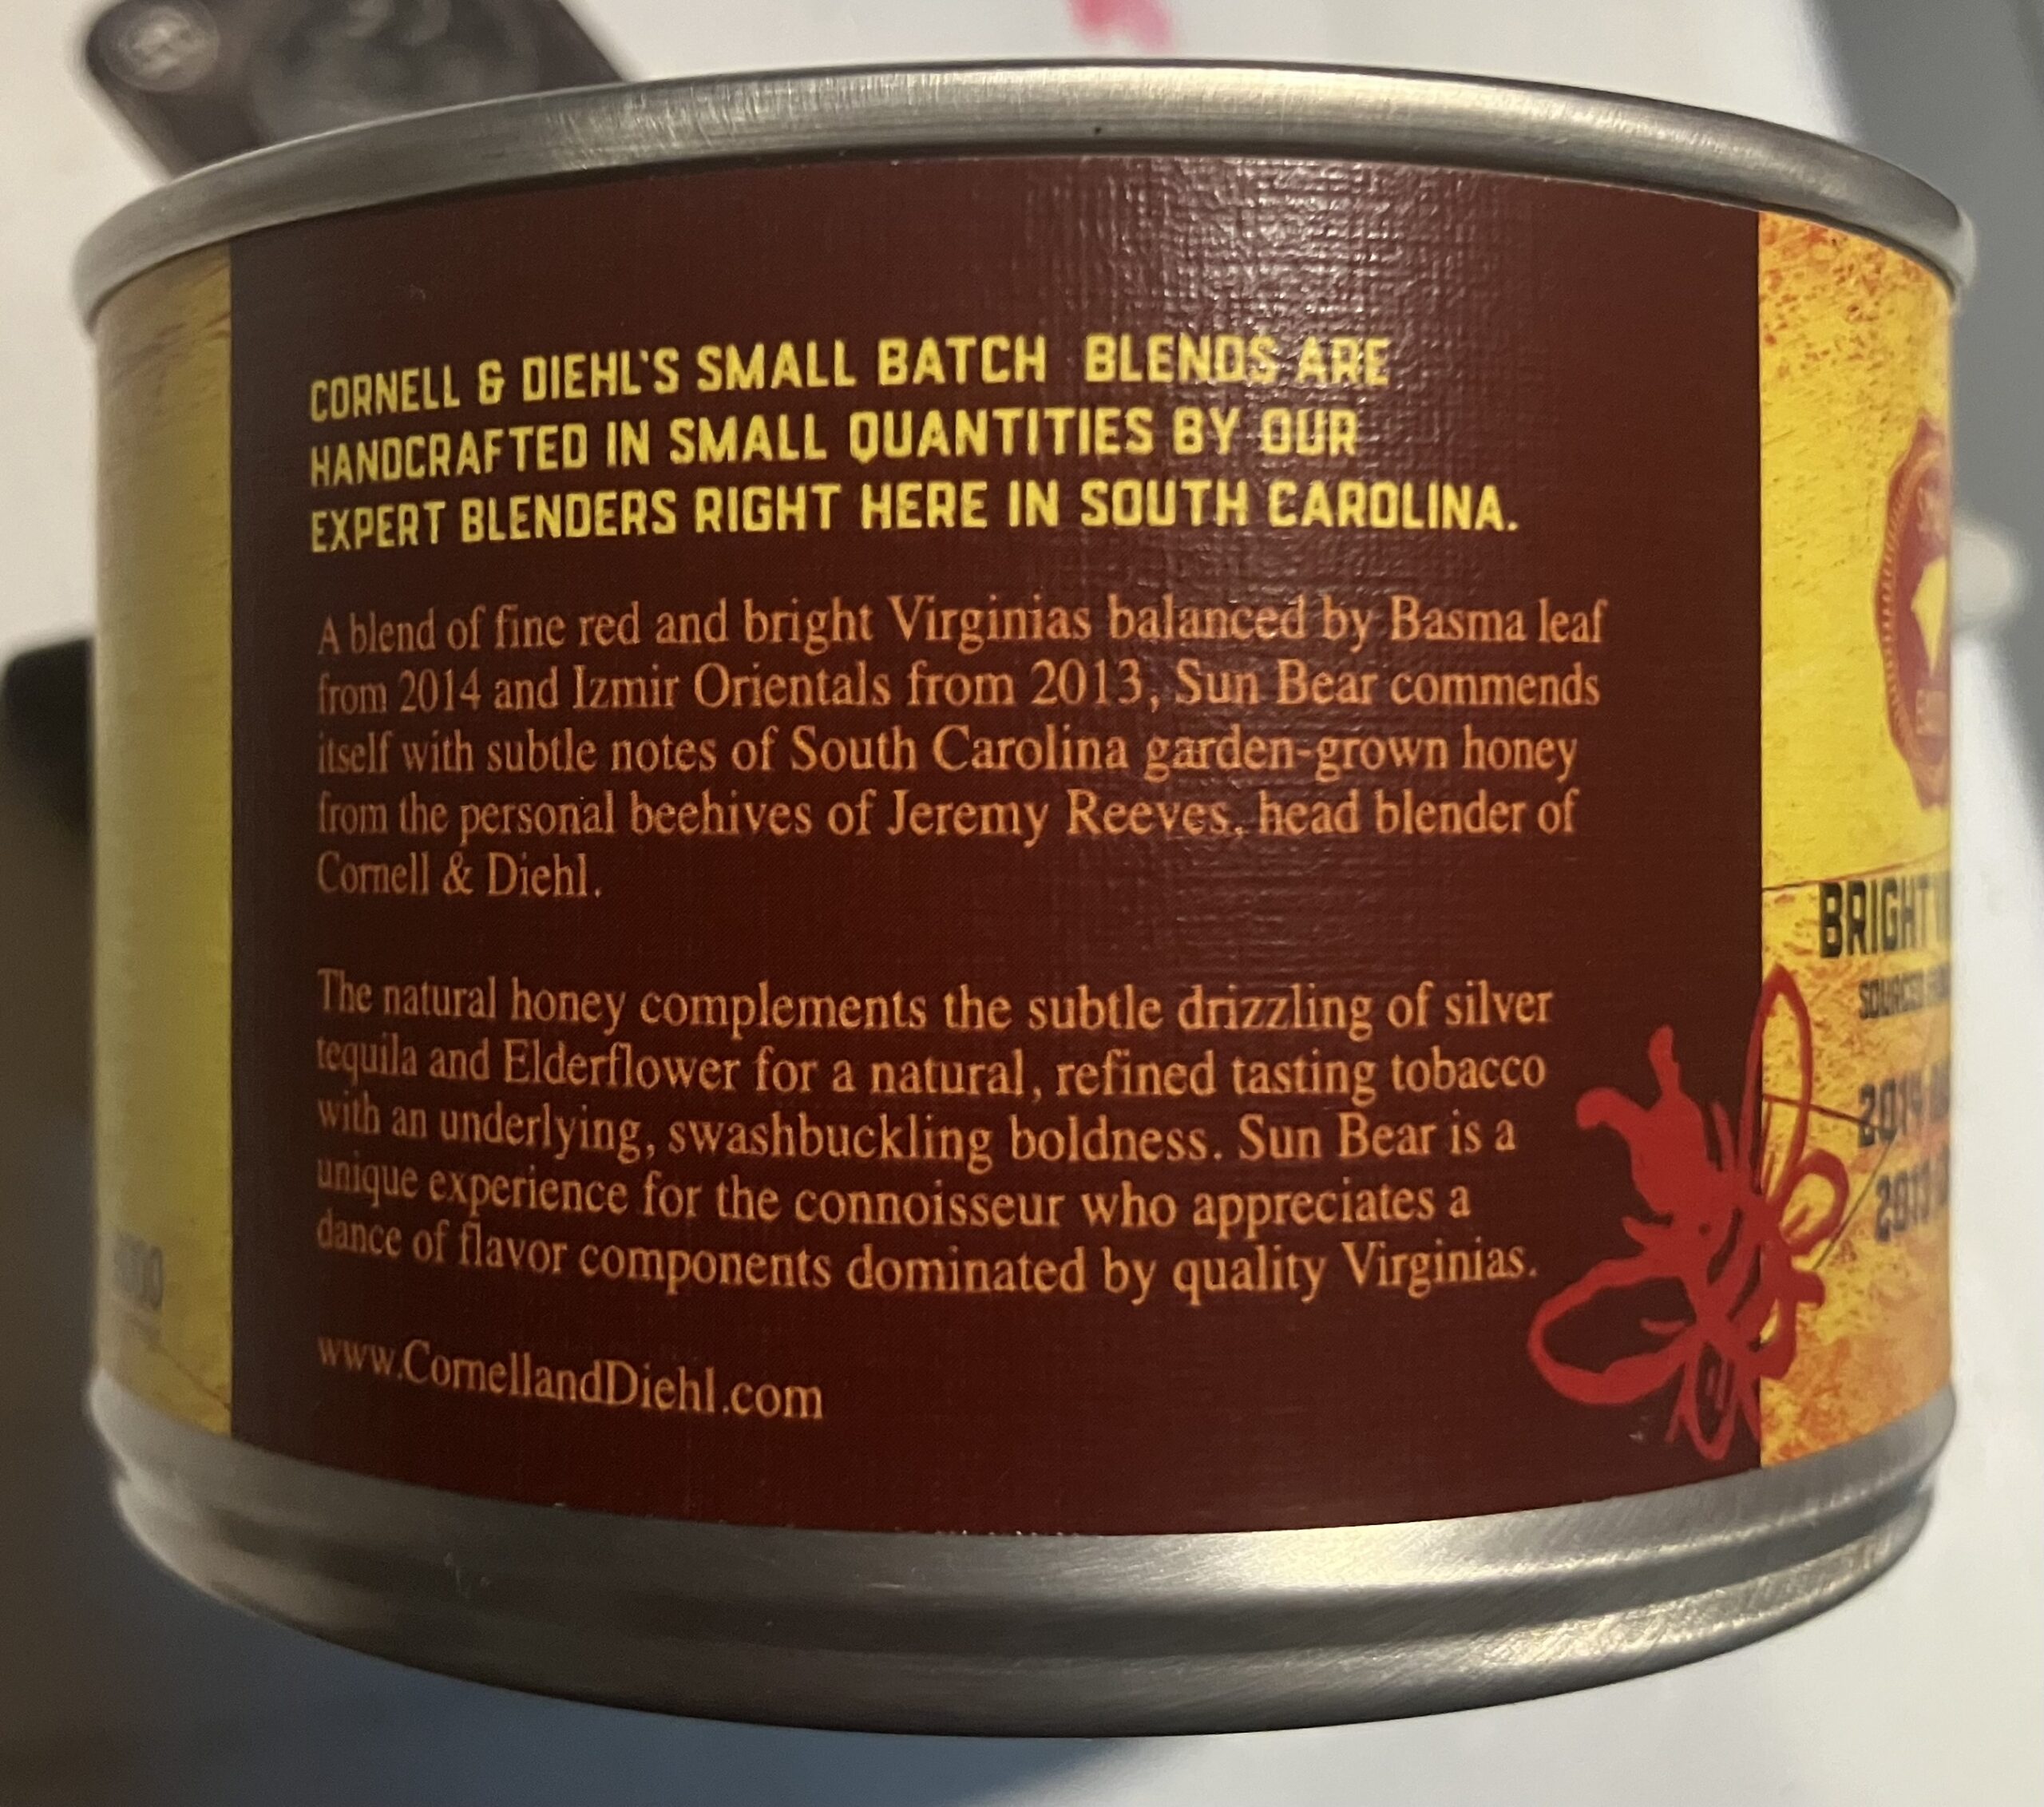 CORNELL & DIEHL'S SMALL BATCH BLENDS ARE
HANDCRAFTED IN SMALL QUANTITIES BY OUR
EXPERT BLENDERS RIGHT HERE IN SOUTH CAROLINA.
A blend of fine red and bright Virginias balanced by Basma leaf
from 2014 and Izmir Orientals from 2013, Sun Bear commends
itself with subtle notes of South Carolina garden-grown honey
from the personal beehives of Jeremy Reeves, head blender of
Cornell & Diehl.
The natural honey complements the subtle drizzling of silver
tequila and Elderflower for a natural, refined tasting tobacco
with an underlying, swashbuckling boldness. Sun Bear is a
unique experience for the connoisseur who appreciates a
dance of flavor components dominated by quality Virginias.
www.CornellandDiehl.com
BRIGHT
SOURCED
2014
2013